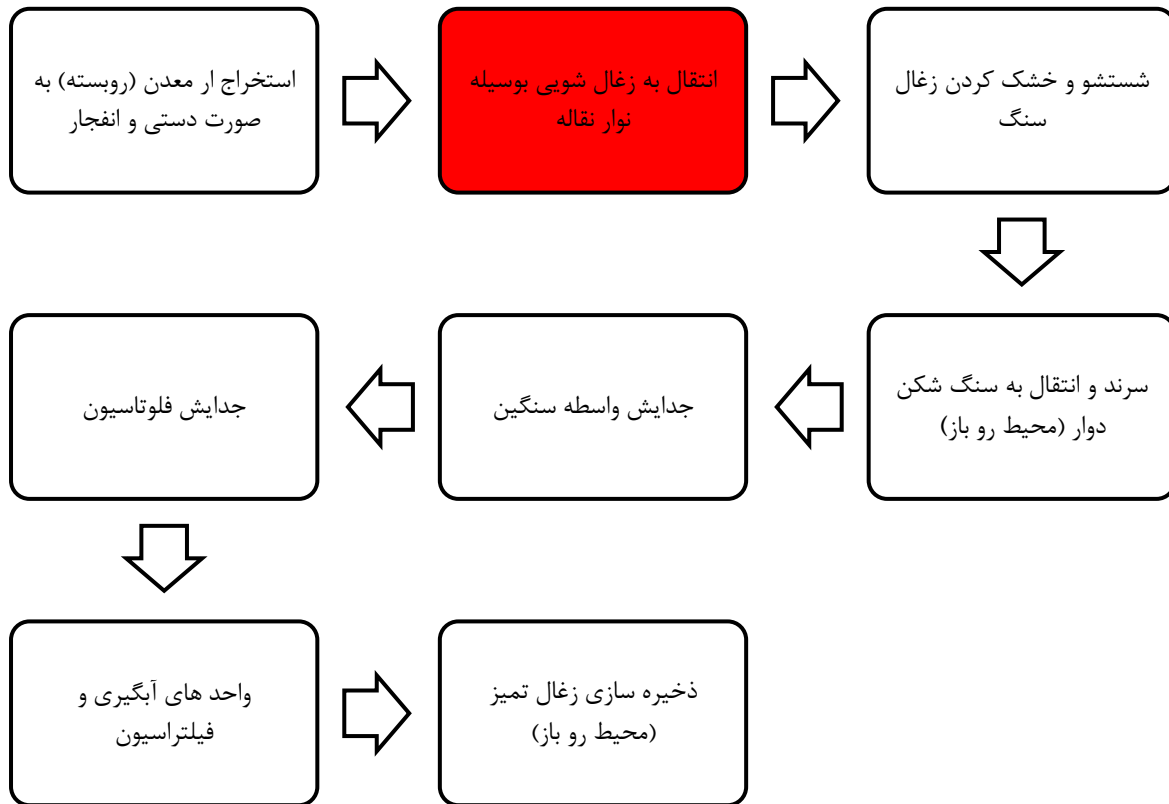 استخراج ار معدن (روبسته) به
صورت دستی و انفجار
انتقال به زغال شویی بوسیله
نوار نقاله
شستشو و خشک کردن زغال
سنگ
سرند و انتقال به سنگ شکن
دوار (محیط رو باز)
جدایش واسطه سنگین
جدایش فلوتاسیون
واحد های آبگیری و
فیلتراسیون
ذخیره سازی زغال تمیز
(محیط رو باز)